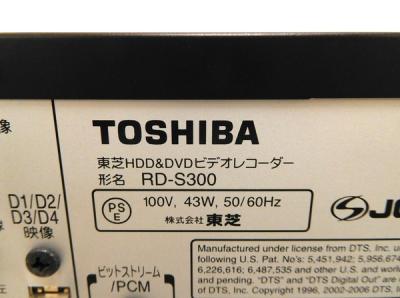 TOSHIBA
東芝HDD&DVDビデオレコーダー
形名 RD-S300
PS E 100V, 43W, 50/60Hz
株式会社 東芝
像
D1/D2/
D3/D4
映像
ビットストリーム
/PCM
Manufactured under license from DTS, Inc. u
following U.S. Pat. No's: 5,451,942; 5,956,674
6,226,616; 6,487,535 and other U.S. and world
and pending. "DTS" and "DTS Digital Out" are
of DTS, Inc. Copyright 1996, 2002-2006 DTS, In